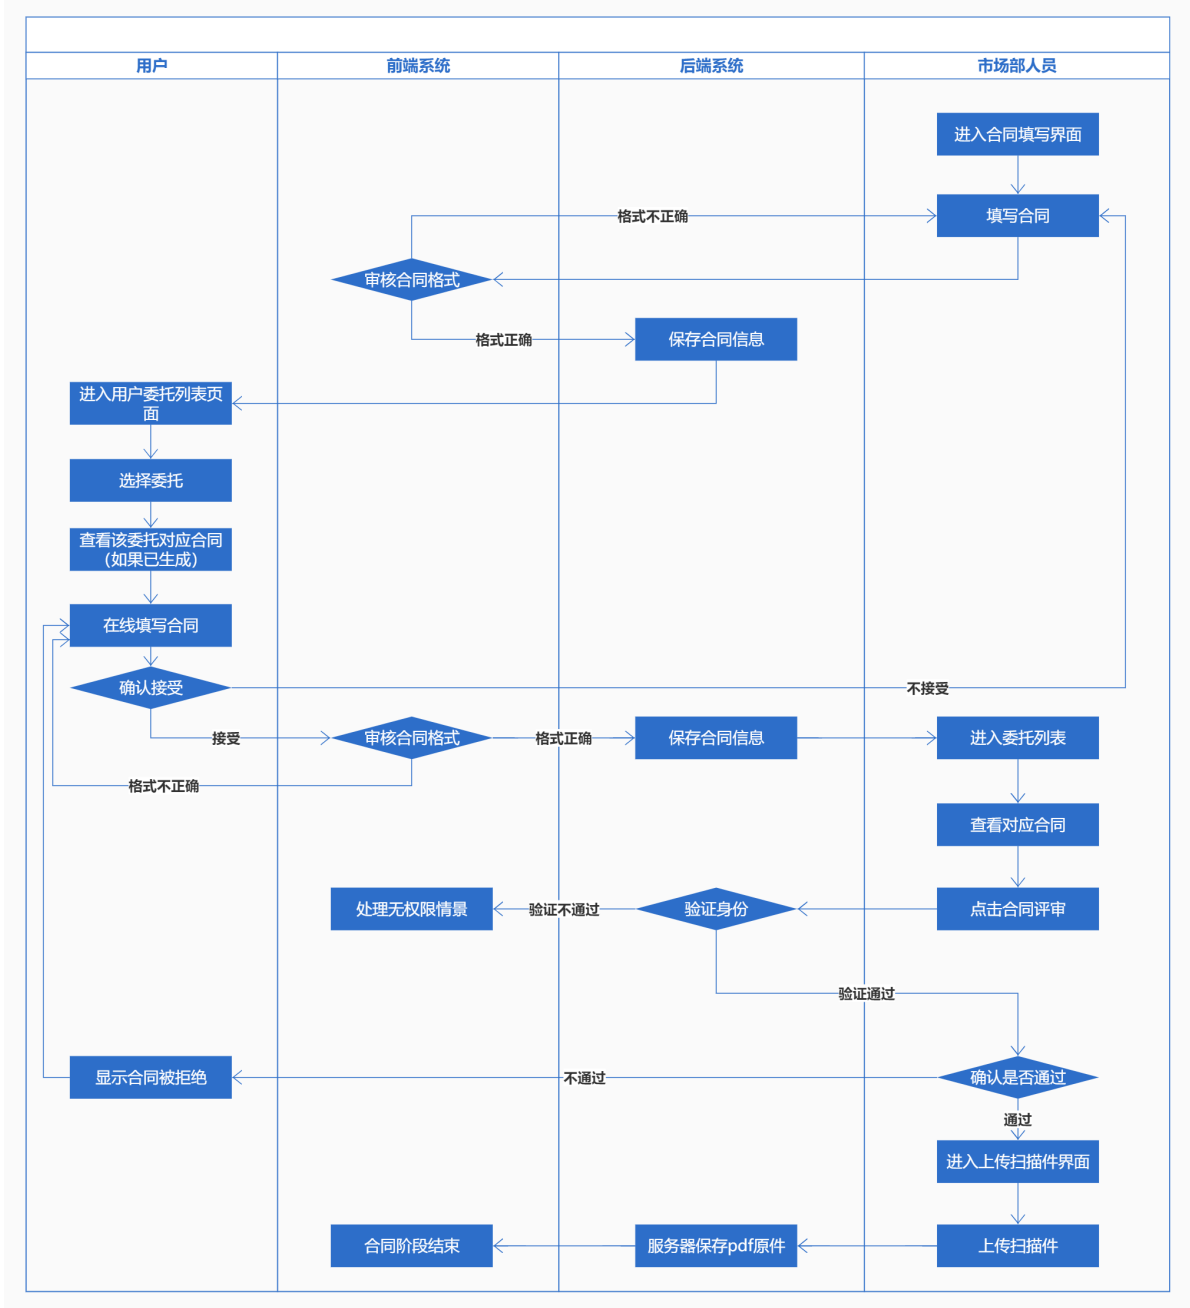 用户
前端系统
后端系统
市场部人员
进入合同填写界面
格式不正确
填写合同
审核合同格式
格式正确
保存合同信息
进入用户委托列表页
面
选择委托
查看该委托对应合同
（如果已生成）
在线填写合同
确认接受
不接受
接受
审核合同格式
格式正确
保存合同信息
进入委托列表
格式不正确
查看对应合同
处理无权限情景
验证不通过
验证身份
点击合同评审
验证通过
显示合同被拒绝
不通过
确认是否通过
通过
进入上传扫描件界面
合同阶段结束
服务器保存pdf原件
上传扫描件